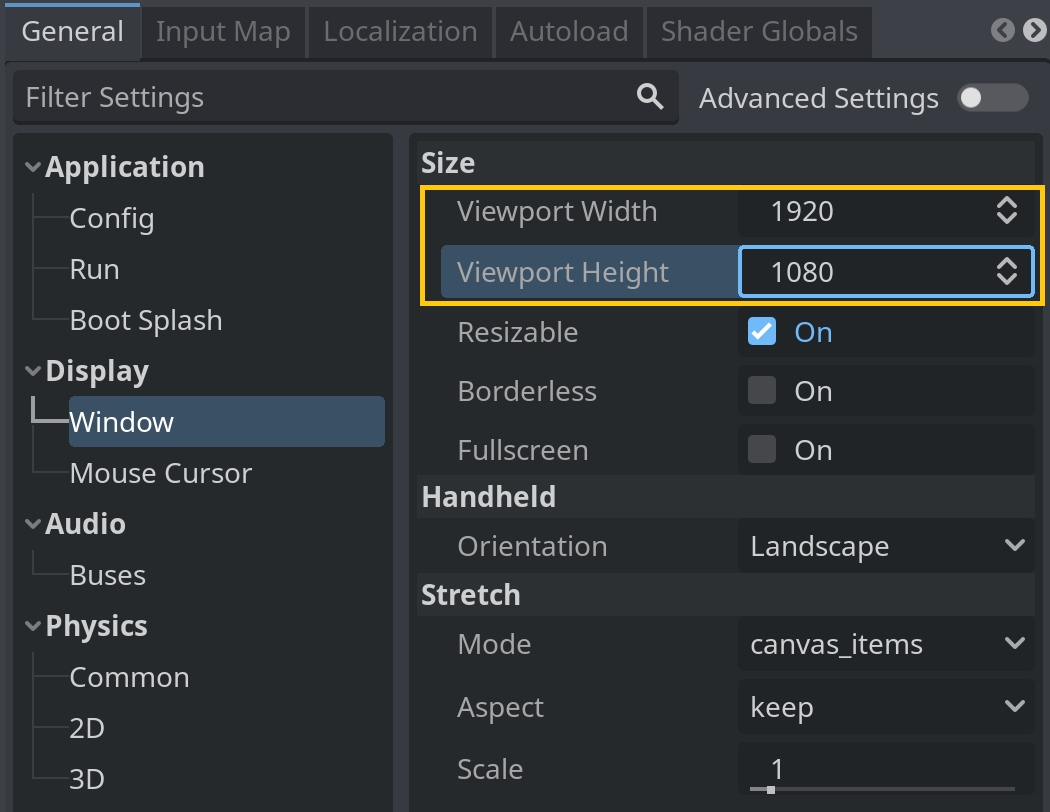 General Input Map Localization Autoload Shader Globals
Filter Settings Advanced Settings
Application
Config
Run
Boot Splash
Display
Window
Mouse Cursor
Audio
Buses
Physics
Common
2D
3D
Size
Viewport Width 1920
Viewport Height 1080
Resizable On
Borderless On
Fullscreen On
Handheld
Orientation Landscape
Stretch
Mode canvas_items
Aspect keep
Scale 1